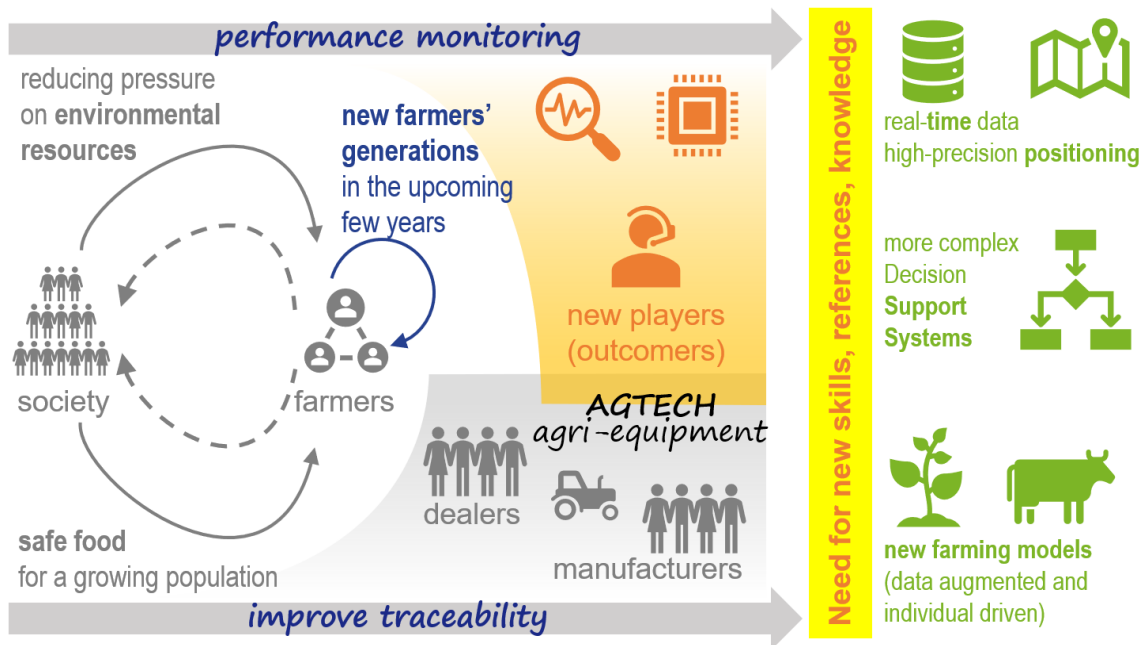 performance monitoring
reducing pressure
on environmental
resources
new farmers'
generations
in the upcoming
few years
society
farmers
safe food
for a growing population
new players
(outcomers)
AGTECH
agri-equipment
dealers
manufacturers
improve traceability
Need for new skills, references, knowledge
real-time data
high-precision positioning
more complex
Decision
Support
Systems
new farming models
(data augmented and
individual driven)